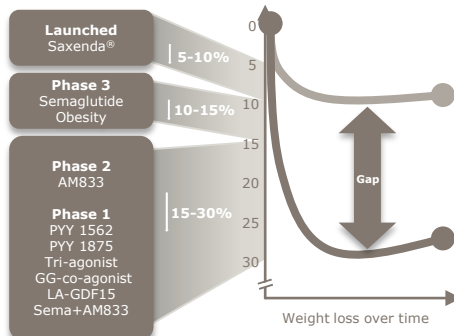 Launched
Saxenda®
5-10%
Phase 3
Semaglutide
Obesity
10-15%
Phase 2
AM833
Phase 1
PYY 1562
PYY 1875
Tri-agonist
GG-co-agonist
LA-GDF15
Sema+AM833
15-30%
0
5
10
15
20
25
30
Gap
Weight loss over time